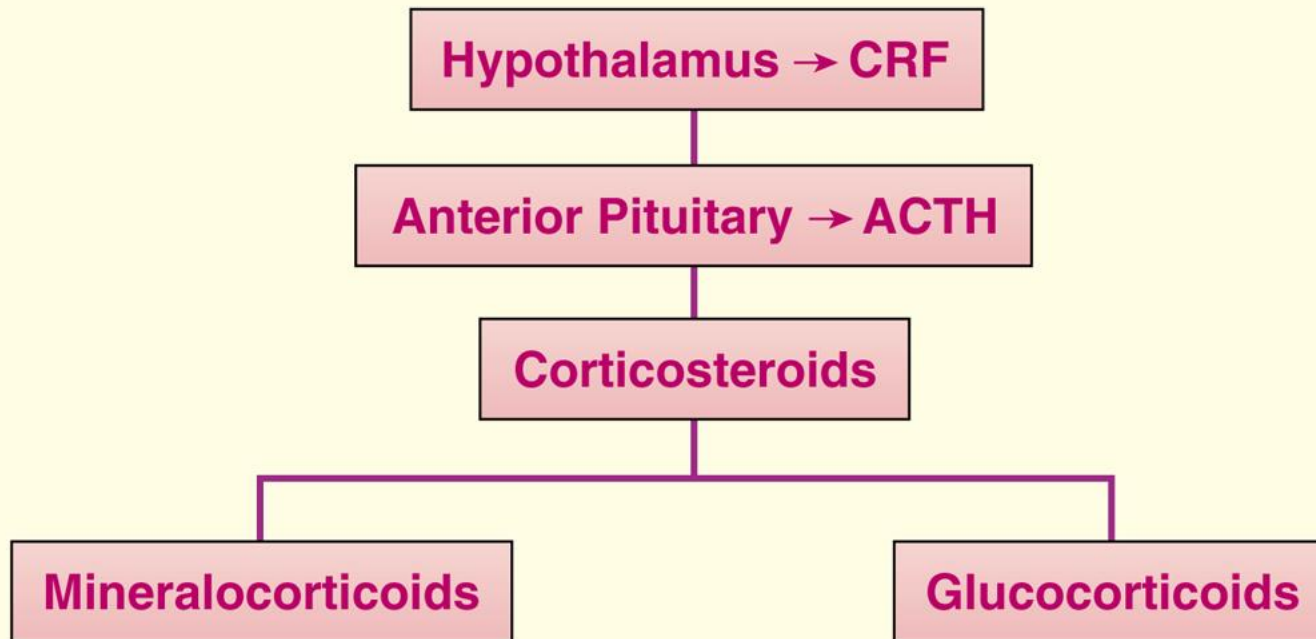 Hypothalamus → CRF
Anterior Pituitary → ACTH
Corticosteroids
Mineralocorticoids
Glucocorticoids